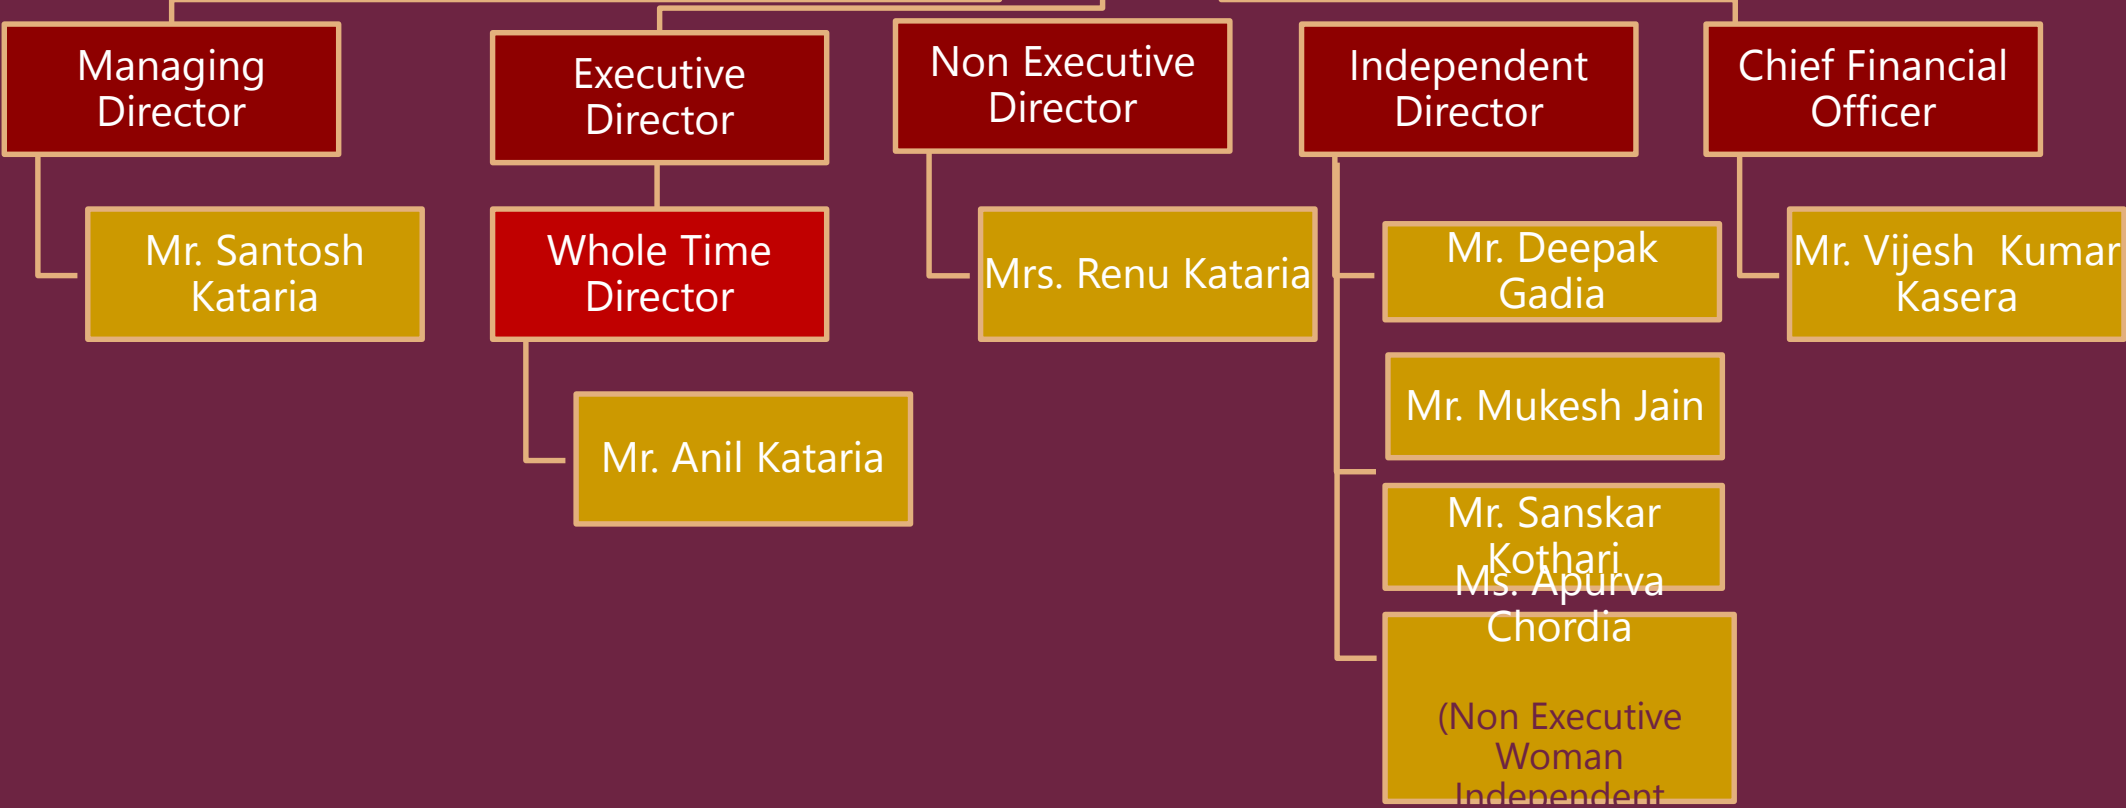 Managing
Director
Executive
Director
Non Executive
Director
Independent
Director
Chief Financial
Officer
Mr. Santosh
Kataria
Whole Time
Director
Mrs. Renu Kataria
Mr. Deepak
Gadia
Mr. Vijesh Kumar
Kasera
Mr. Mukesh Jain
Mr. Anil Kataria
Mr. Sanskar
Kothari
Ms. Apurva
Chordia
(Non Executive
Woman
Independent